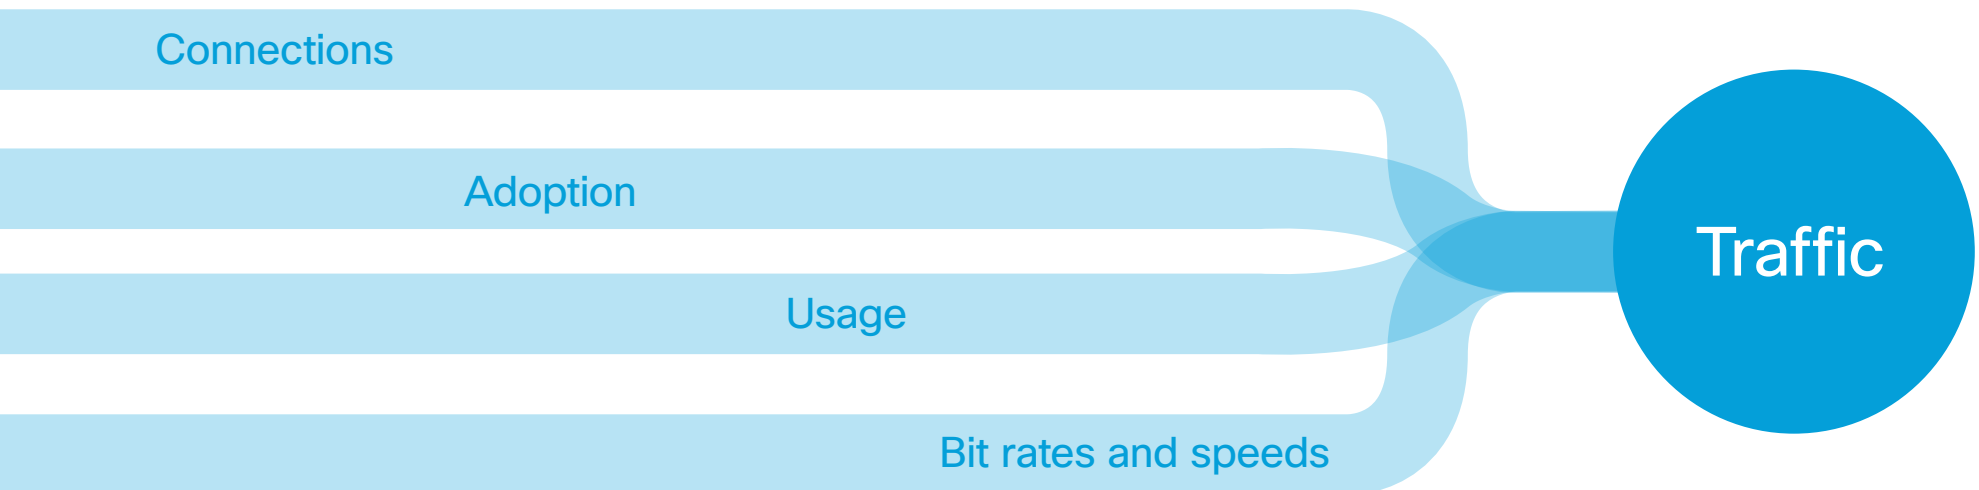 Connections
Adoption
Usage
Bit rates and speeds
Traffic